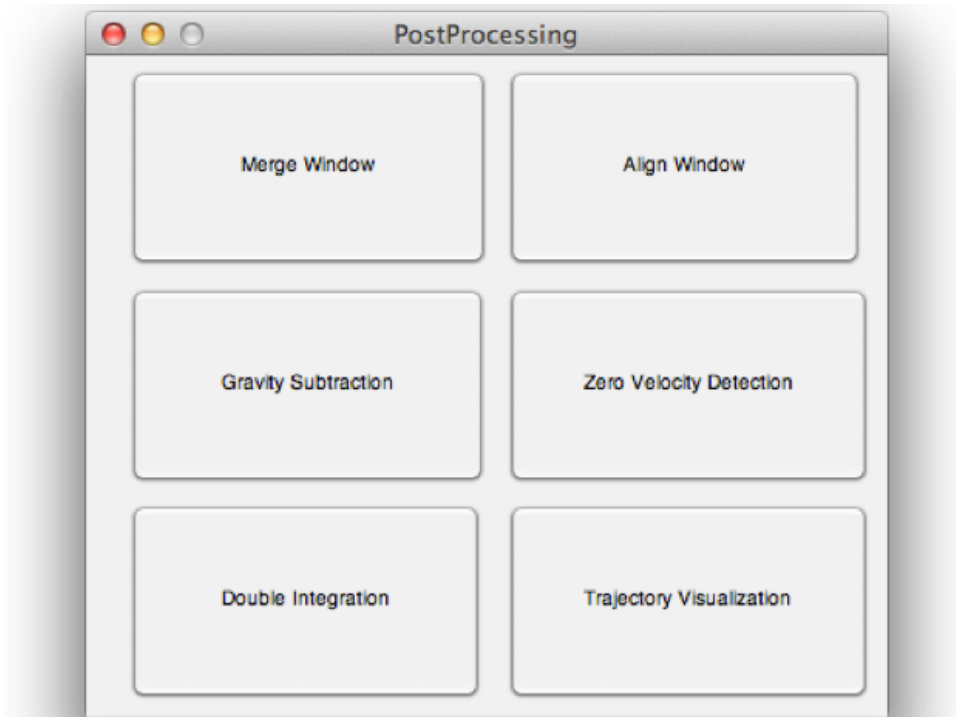 PostProcessing
Merge Window
Align Window
Gravity Subtraction
Zero Velocity Detection
Double Integration
Trajectory Visualization